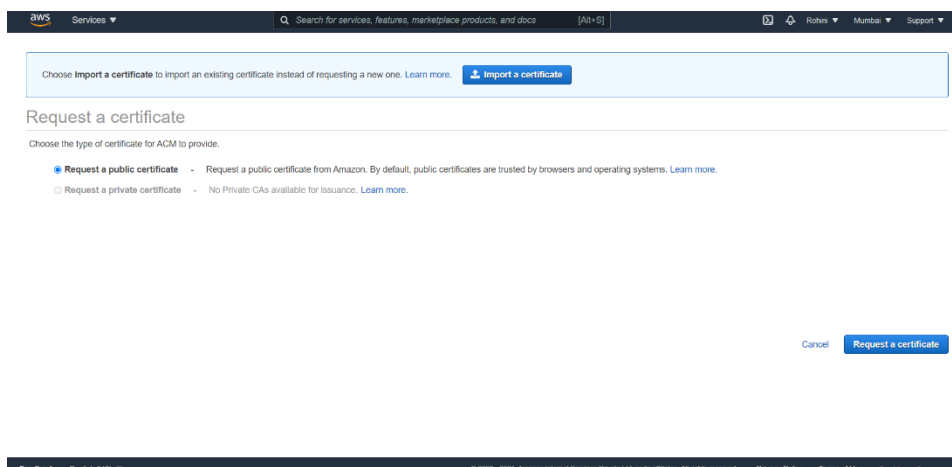 aws Services ▼ Search for services, features, marketplace products, and docs [Alt+S] Rohini ▼ Mumbai ▼ Support ▼
Choose Import a certificate to import an existing certificate instead of requesting a new one. Learn more. Import a certificate
Request a certificate
Choose the type of certificate for ACM to provide.
Request a public certificate - Request a public certificate from Amazon. By default, public certificates are trusted by browsers and operating systems. Learn more.
Request a private certificate - No Private CAs available for issuance. Learn more.
Cancel Request a certificate